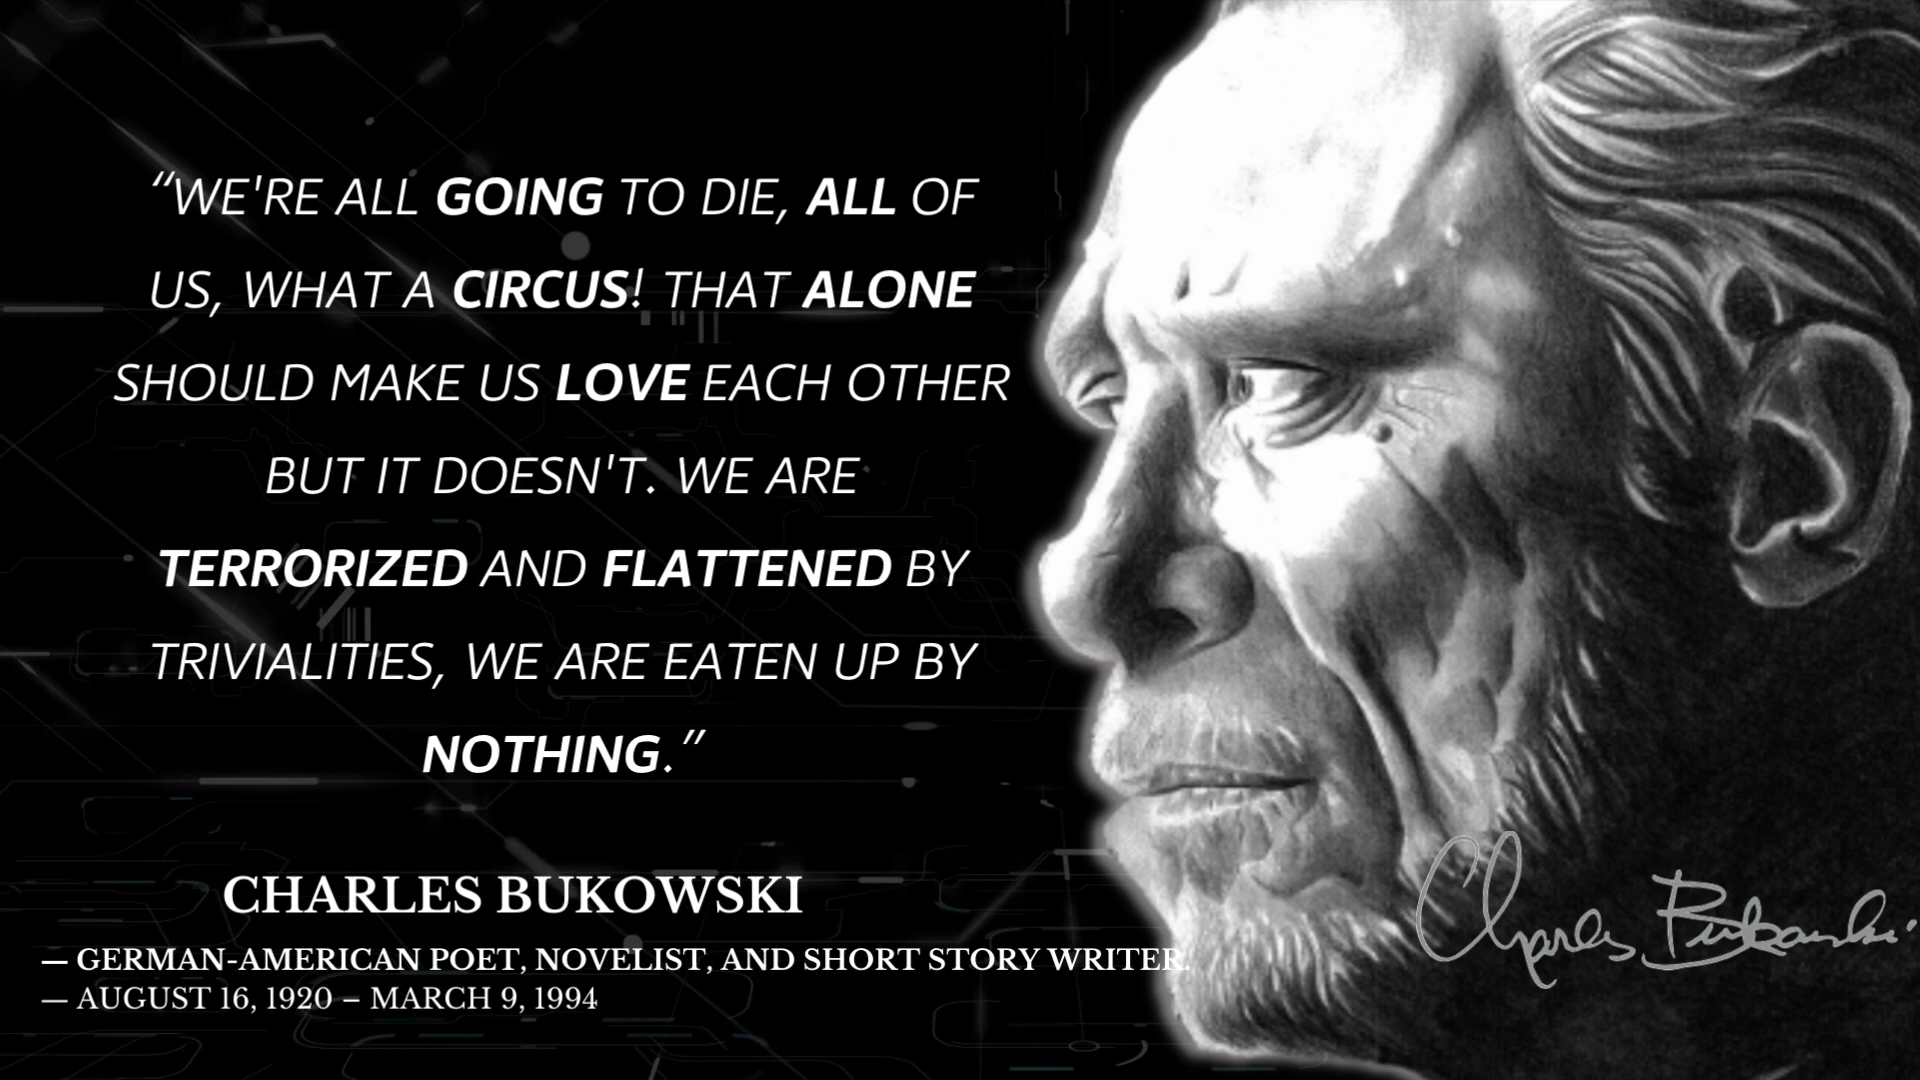 “WE'RE ALL GOING TO DIE, ALL OF
US, WHAT A CIRCUS! THAT ALONE
SHOULD MAKE US LOVE EACH OTHER
BUT IT DOESN'T. WE ARE
TERRORIZED AND FLATTENED BY
TRIVIALITIES, WE ARE EATEN UP BY
NOTHING.”
CHARLES BUKOWSKI
— GERMAN-AMERICAN POET, NOVELIST, AND SHORT STORY WRITER.
— AUGUST 16, 1920 – MARCH 9, 1994
Charles Bukowski